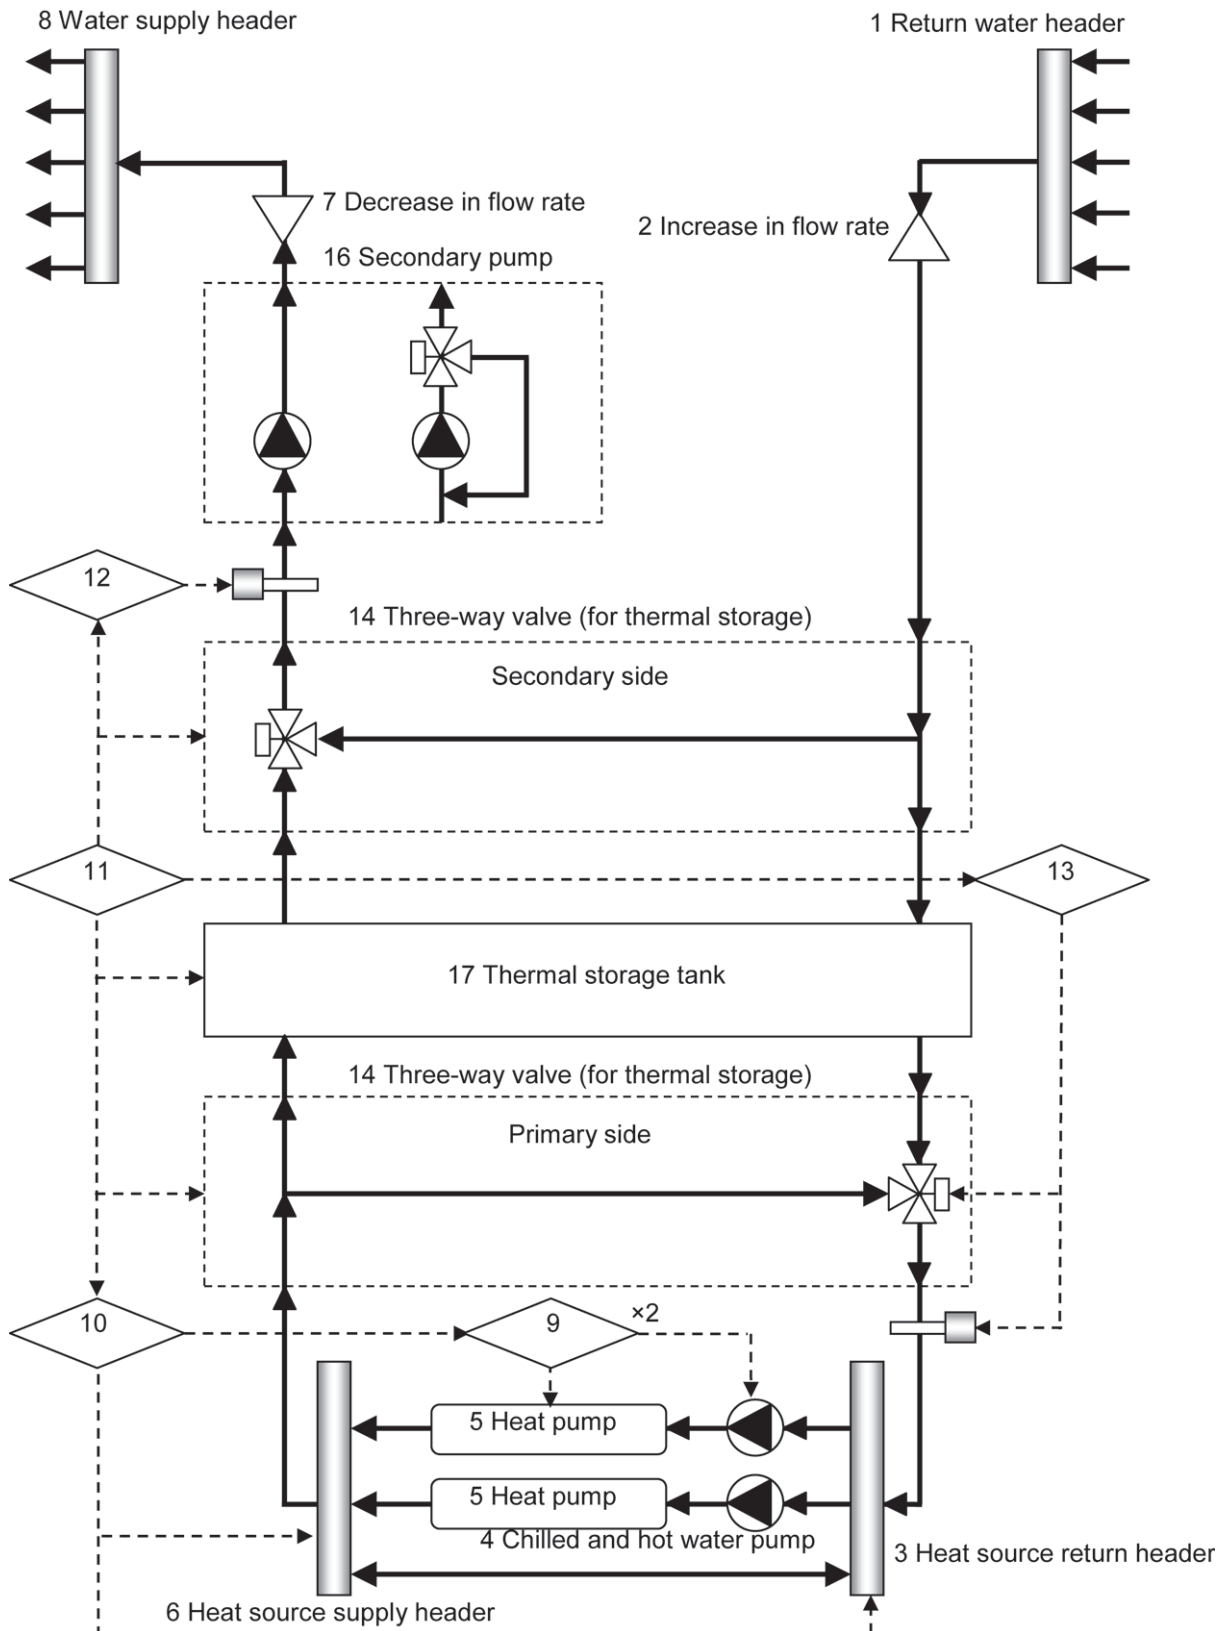 8 Water supply header
1 Return water header
7 Decrease in flow rate
2 Increase in flow rate
16 Secondary pump
12
14 Three-way valve (for thermal storage)
Secondary side
11
13
17 Thermal storage tank
14 Three-way valve (for thermal storage)
Primary side
10
9
×2
5 Heat pump
5 Heat pump
4 Chilled and hot water pump
3 Heat source return header
6 Heat source supply header